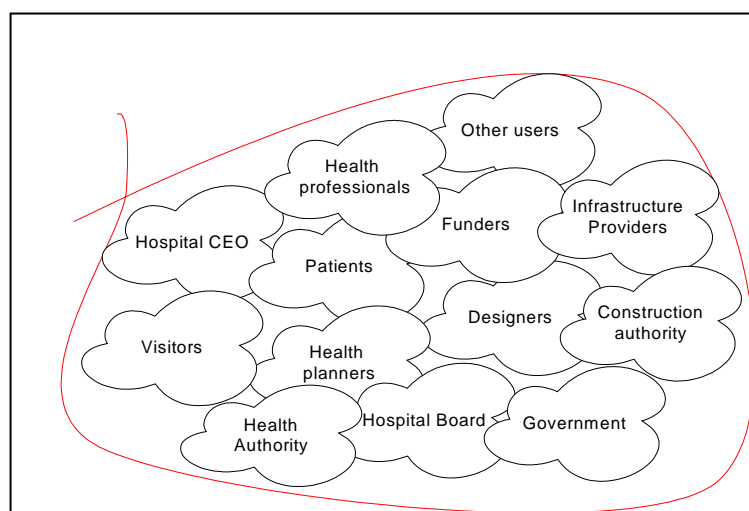 Other users
Health
professionals
Infrastructure
Providers
Funders
Hospital CEO
Patients
Designers
Construction
authority
Visitors
Health
planners
Health
Authority
Hospital Board
Government